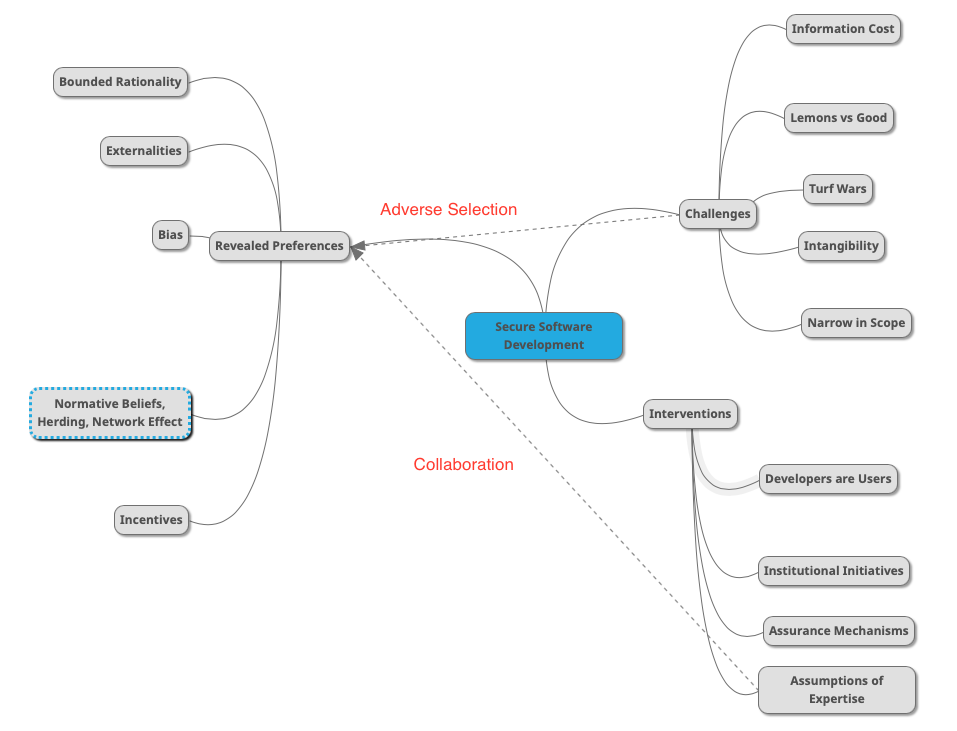 Information Cost
Bounded Rationality
Lemons vs Good
Externalities
Turf Wars
Adverse Selection
Challenges
Bias
Revealed Preferences
Intangibility
Narrow in Scope
Secure Software
Development
Normative Beliefs,
Herding, Network Effect
Interventions
Collaboration
Developers are Users
Incentives
Institutional Initiatives
Assurance Mechanisms
Assumptions of
Expertise